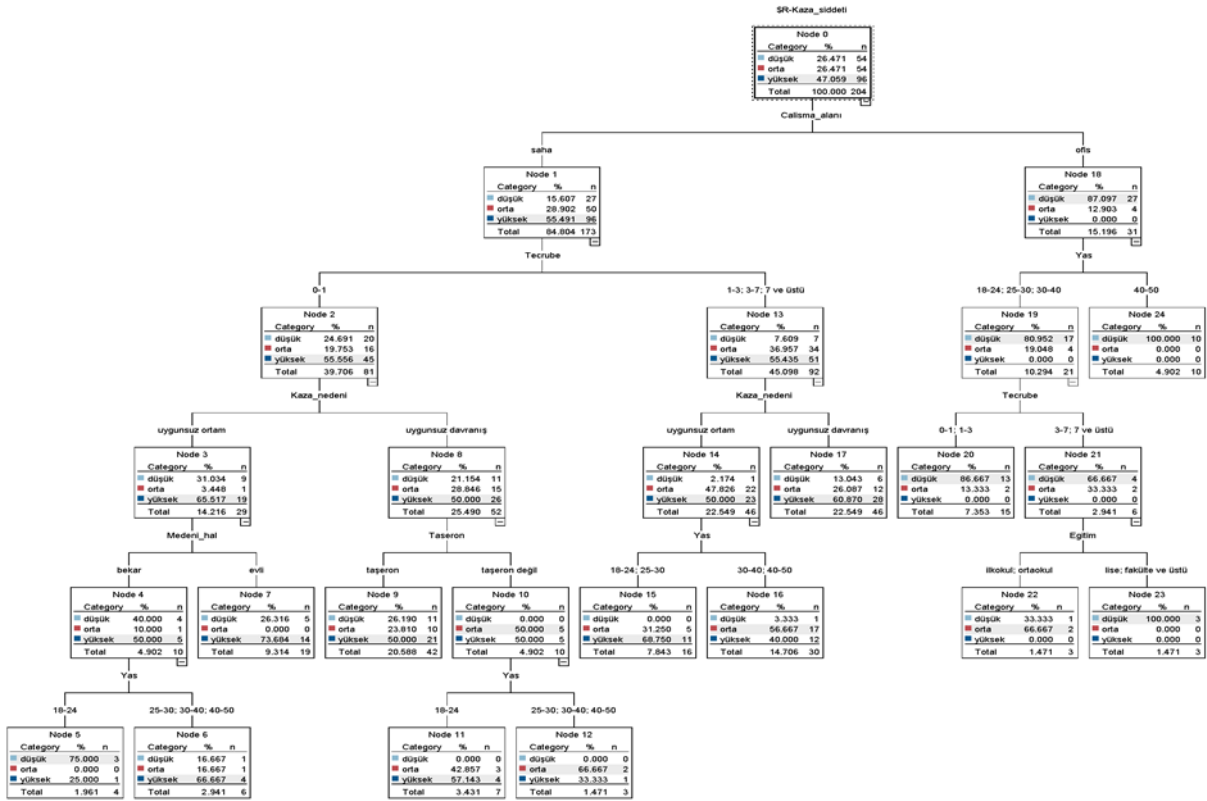 $R-Kaza_siddeti
Node 0
Category % n
düşük 26.471 54
orta 26.471 54
yüksek 47.059 96
Total 100.000 204
Calisma_alanı
saha
ofis
Node 1
Category % n
düşük 15.607 27
orta 28.902 50
yüksek 55.491 96
Total 84.804 173
Node 18
Category % n
düşük 87.097 27
orta 12.903 4
yüksek 0.000 0
Total 15.196 31
Tecrube
Yas
0-1
1-3; 3-7; 7 ve üstü
18-24; 25-30; 30-40
40-50
Node 2
Category % n
düşük 24.691 20
orta 19.753 16
yüksek 55.556 45
Total 39.706 81
Node 13
Category % n
düşük 7.609 7
orta 36.957 34
yüksek 55.435 51
Total 45.098 92
Node 19
Category % n
düşük 80.952 17
orta 19.048 4
yüksek 0.000 0
Total 10.294 21
Node 24
Category % n
düşük 100.000 10
orta 0.000 0
yüksek 0.000 0
Total 4.902 10
Kaza_nedeni
Kaza_nedeni
Tecrube
uygunsuz ortam
uygunsuz davranış
uygunsuz ortam
uygunsuz davranış
0-1; 1-3
3-7; 7 ve üstü
Node 3
Category % n
düşük 31.034 9
orta 3.448 1
yüksek 65.517 19
Total 14.216 29
Node 8
Category % n
düşük 21.154 11
orta 28.846 15
yüksek 50.000 26
Total 25.490 52
Node 14
Category % n
düşük 2.174 1
orta 47.826 22
yüksek 50.000 23
Total 22.549 46
Node 17
Category % n
düşük 13.043 6
orta 26.087 12
yüksek 60.870 28
Total 22.549 46
Node 20
Category % n
düşük 86.667 13
orta 13.333 2
yüksek 0.000 0
Total 7.353 15
Node 21
Category % n
düşük 66.667 4
orta 33.333 2
yüksek 0.000 0
Total 2.941 6
Medeni_hal
Taseron
Yas
Egitim
bekar
evli
taşeron
taşeron değil
18-24; 25-30
30-40; 40-50
ilkokul; ortaokul
lise; fakülte ve üstü
Node 4
Category % n
düşük 40.000 4
orta 10.000 1
yüksek 50.000 5
Total 4.902 10
Node 7
Category % n
düşük 26.316 5
orta 0.000 0
yüksek 73.684 14
Total 9.314 19
Node 9
Category % n
düşük 26.190 11
orta 23.810 10
yüksek 50.000 21
Total 20.588 42
Node 10
Category % n
düşük 0.000 0
orta 50.000 5
yüksek 50.000 5
Total 4.902 10
Node 15
Category % n
düşük 0.000 0
orta 31.250 5
yüksek 68.750 11
Total 7.843 16
Node 16
Category % n
düşük 3.333 1
orta 56.667 17
yüksek 40.000 12
Total 14.706 30
Node 22
Category % n
düşük 33.333 1
orta 66.667 2
yüksek 0.000 0
Total 1.471 3
Node 23
Category % n
düşük 100.000 3
orta 0.000 0
yüksek 0.000 0
Total 1.471 3
Yas
Yas
18-24
25-30; 30-40; 40-50
18-24
25-30; 30-40; 40-50
Node 5
Category % n
düşük 75.000 3
orta 0.000 0
yüksek 25.000 1
Total 1.961 4
Node 6
Category % n
düşük 16.667 1
orta 16.667 1
yüksek 66.667 4
Total 2.941 6
Node 11
Category % n
düşük 0.000 0
orta 42.857 3
yüksek 57.143 4
Total 3.431 7
Node 12
Category % n
düşük 0.000 0
orta 66.667 2
yüksek 33.333 1
Total 1.471 3